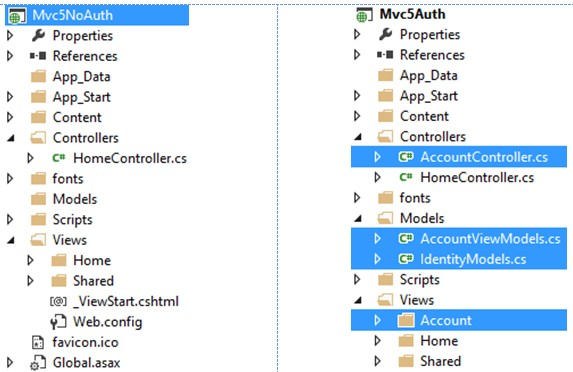 Mvc5NoAuth
Properties
References
App_Data
App_Start
Content
Controllers
C# HomeController.cs
fonts
Models
Scripts
Views
Home
Shared
[@] _ViewStart.cshtml
Web.config
favicon.ico
Global.asax
Mvc5Auth
Properties
References
App_Data
App_Start
Content
Controllers
C# AccountController.cs
C# HomeController.cs
fonts
Models
C# AccountViewModels.cs
C# IdentityModels.cs
Scripts
Views
Account
Home
Shared